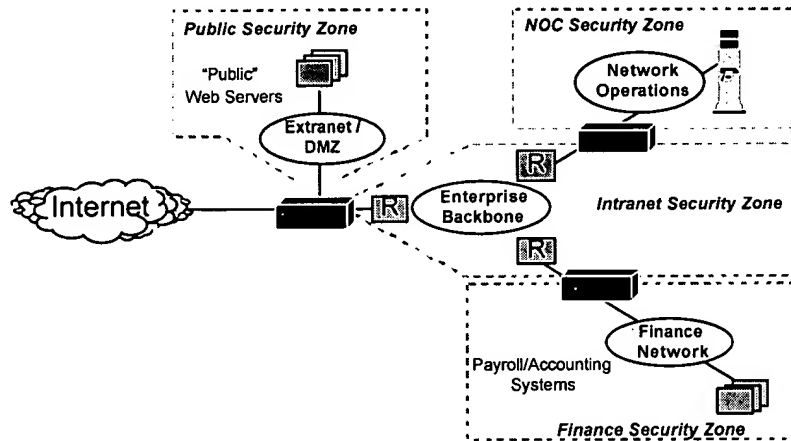 Public Security Zone
NOC Security Zone
"Public"
Web Servers
Network
Operations
Extranet /
DMZ
R
Internet
R
Enterprise
Backbone
Intranet Security Zone
R
Finance
Network
Payroll/Accounting
Systems
Finance Security Zone